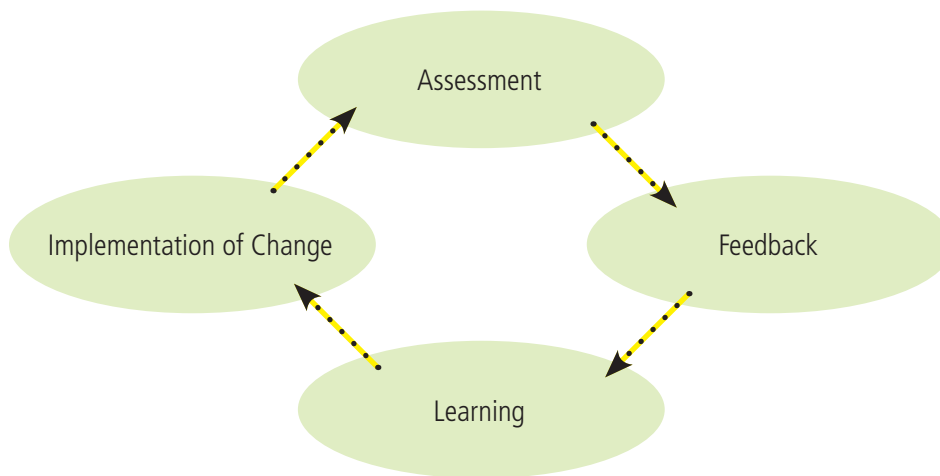 Assessment
Implementation of Change
Feedback
Learning